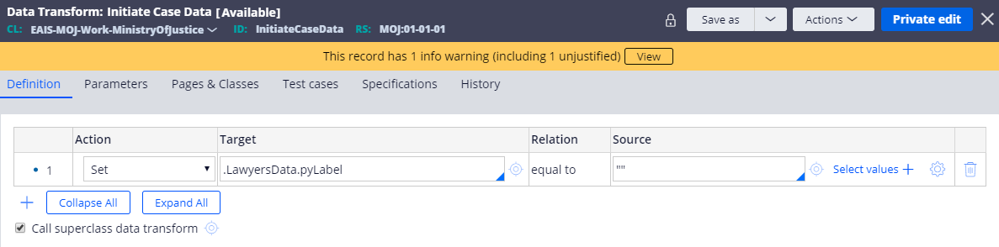 Data Transform: Initiate Case Data [Available]
CL: EAIS-MOJ-Work-MinistryOfJustice ID: InitiateCaseData RS: MOJ:01-01-01
Save as Actions Private edit
This record has 1 info warning (including 1 unjustified) View
Definition Parameters Pages & Classes Test cases Specifications History
Action Target Relation Source
1 Set .LawyersData.pyLabel equal to "" Select values
Collapse All Expand All
Call superclass data transform